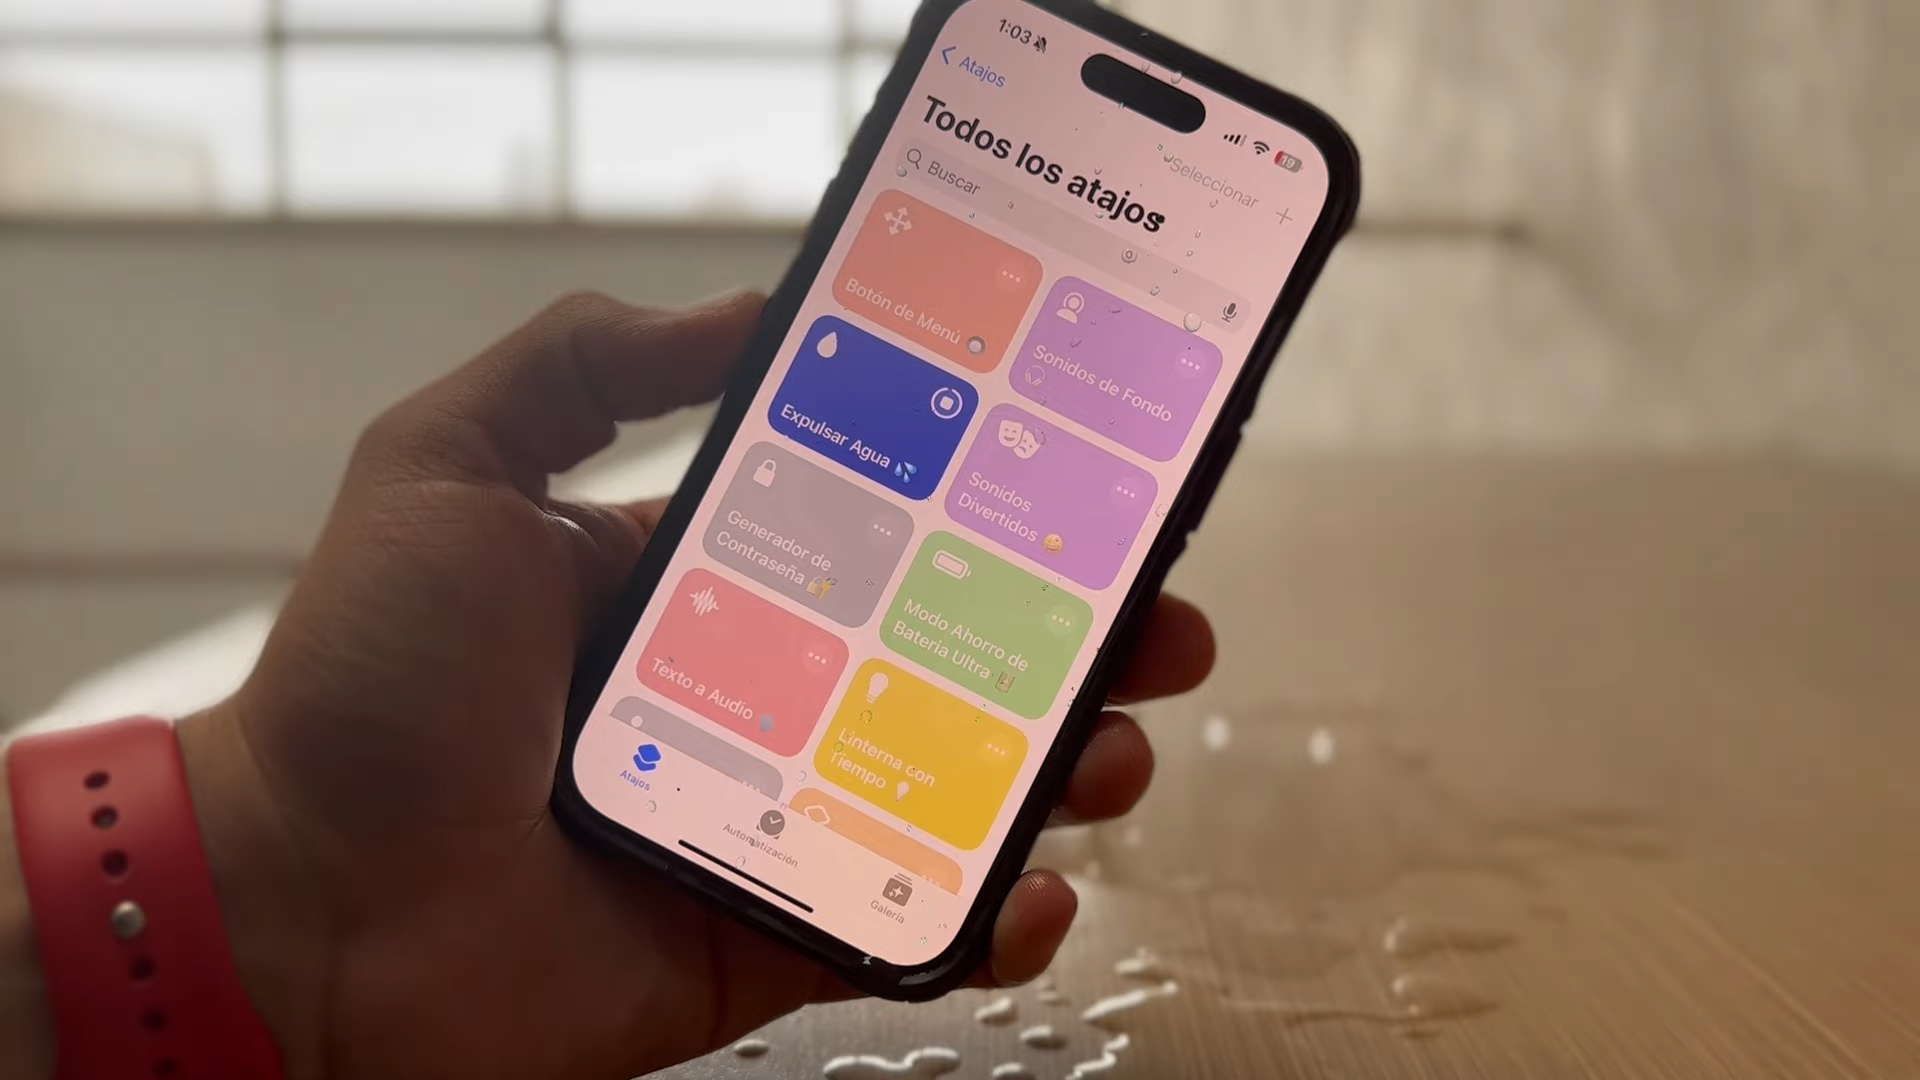 1:03
19
Atajos
Seleccionar
Todos los atajos
Buscar
Botón de Menú
Sonidos de Fondo
Expulsar Agua 💦
Sonidos
Divertidos 😜
Generador de
Contraseña 🔐
Modo Ahorro de
Batería Ultra 🔋
Texto a Audio
Linterna con
Tiempo 💡
Atajos
Automatización
Galería